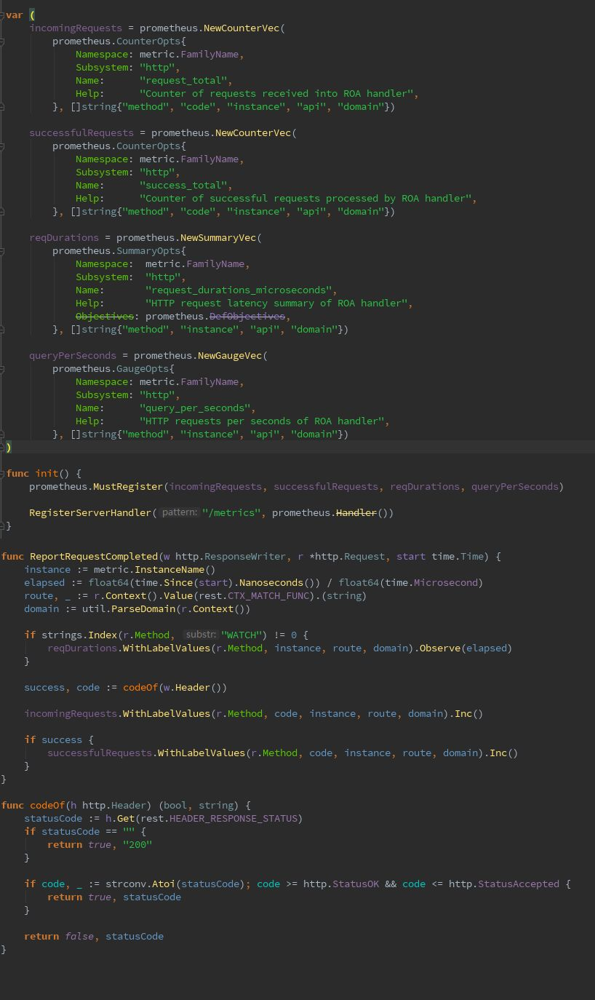 var (
    incomingRequests = prometheus.NewCounterVec(
        prometheus.CounterOpts{
            Namespace: metric.FamilyName,
            Subsystem: "http",
            Name:      "request_total",
            Help:      "Counter of requests received into ROA handler",
        }, []string{"method", "code", "instance", "api", "domain"})

    successfulRequests = prometheus.NewCounterVec(
        prometheus.CounterOpts{
            Namespace: metric.FamilyName,
            Subsystem: "http",
            Name:      "success_total",
            Help:      "Counter of successful requests processed by ROA handler",
        }, []string{"method", "code", "instance", "api", "domain"})

    reqDurations = prometheus.NewSummaryVec(
        prometheus.SummaryOpts{
            Namespace:  metric.FamilyName,
            Subsystem:  "http",
            Name:       "request_durations_microseconds",
            Help:       "HTTP request latency summary of ROA handler",
            Objectives: prometheus.DefObjectives,
        }, []string{"method", "instance", "api", "domain"})

    queryPerSeconds = prometheus.NewGaugeVec(
        prometheus.GaugeOpts{
            Namespace: metric.FamilyName,
            Subsystem: "http",
            Name:      "query_per_seconds",
            Help:      "HTTP requests per seconds of ROA handler",
        }, []string{"method", "instance", "api", "domain"})
)

func init() {
    prometheus.MustRegister(incomingRequests, successfulRequests, reqDurations, queryPerSeconds)

    RegisterServerHandler( pattern: "/metrics", prometheus.Handler())
}

func ReportRequestCompleted(w http.ResponseWriter, r *http.Request, start time.Time) {
    instance := metric.InstanceName()
    elapsed := float64(time.Since(start).Nanoseconds()) / float64(time.Microsecond)
    route, _ := r.Context().Value(rest.CTX_MATCH_FUNC).(string)
    domain := util.ParseDomain(r.Context())

    if strings.Index(r.Method, substr: "WATCH") != 0 {
        reqDurations.WithLabelValues(r.Method, instance, route, domain).Observe(elapsed)
    }

    success, code := codeOf(w.Header())

    incomingRequests.WithLabelValues(r.Method, code, instance, route, domain).Inc()

    if success {
        successfulRequests.WithLabelValues(r.Method, code, instance, route, domain).Inc()
    }
}

func codeOf(h http.Header) (bool, string) {
    statusCode := h.Get(rest.HEADER_RESPONSE_STATUS)
    if statusCode == "" {
        return true, "200"
    }

    if code, _ := strconv.Atoi(statusCode); code >= http.StatusOK && code <= http.StatusAccepted {
        return true, statusCode
    }

    return false, statusCode
}